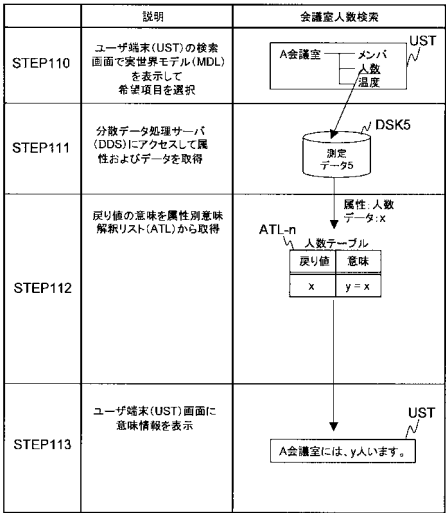 説明
会議室人数検索
STEP110
ユーザ端末(UST)の検索
画面で実世界モデル(MDL)
を表示して
希望項目を選択
UST
A会議室
メンバ
人数
温度
STEP111
分散データ処理サーバ
(DDS)にアクセスして属
性およびデータを取得
DSK5
測定
データ5
属性:人数
データ:x
STEP112
戻り値の意味を属性別意味
解釈リスト(ATL)から取得
ATL-n
人数テーブル
戻り値 意味
x y = x
STEP113
ユーザ端末(UST)画面に
意味情報を表示
UST
A会議室には、y人います。